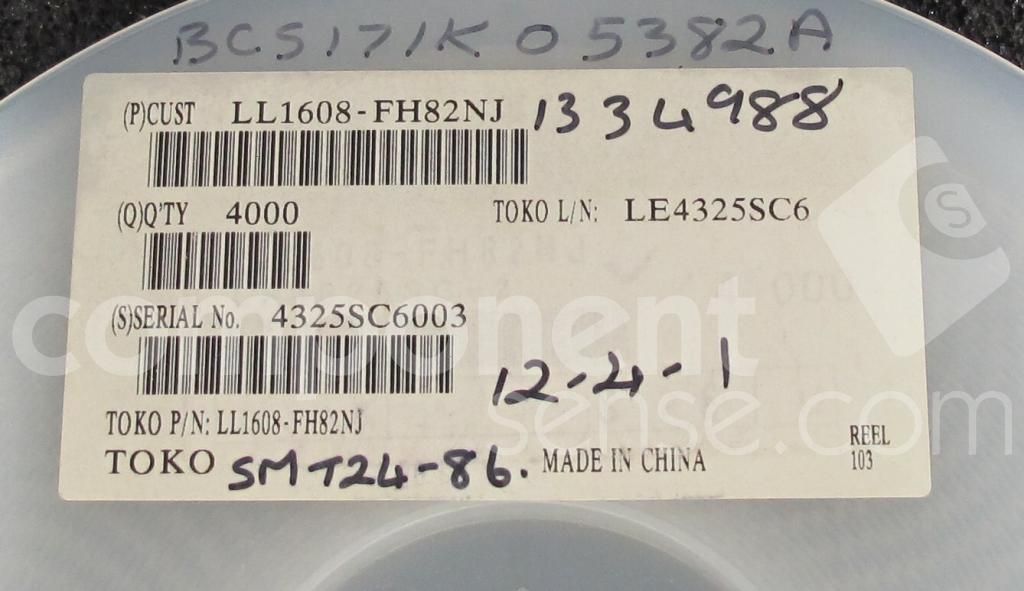 BCS171K 05382A
(P)CUST LL1608-FH82NJ 1334988
(Q)Q'TY 4000 TOKO L/N: LE4325SC6
(S)SERIAL No. 4325SC6003
component
12-4-1
sense.com
TOKO P/N: LL1608-FH82NJ
REEL
TOKO SMT24-86. MADE IN CHINA 103